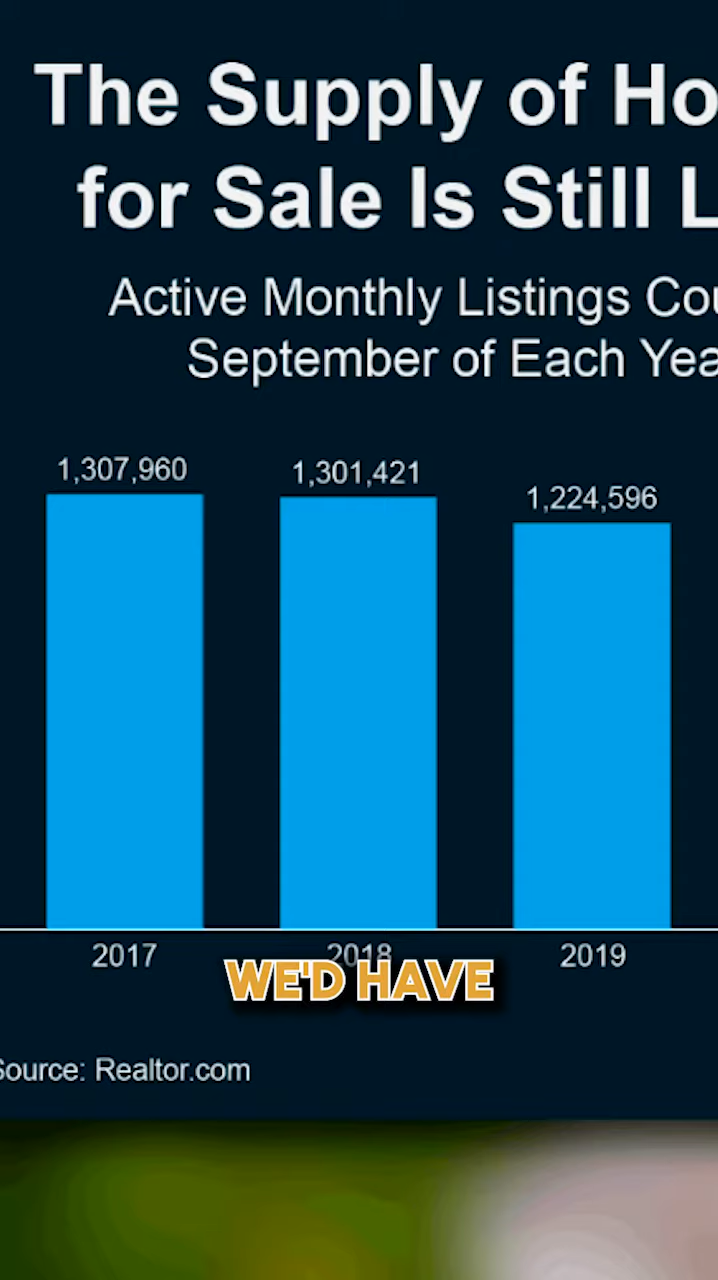 The Supply of Ho
for Sale Is Still L
Active Monthly Listings Cou
September of Each Yea
1,307,960 1,301,421 1,224,596
2017 2018 2019
WE'D HAVE
Source: Realtor.com